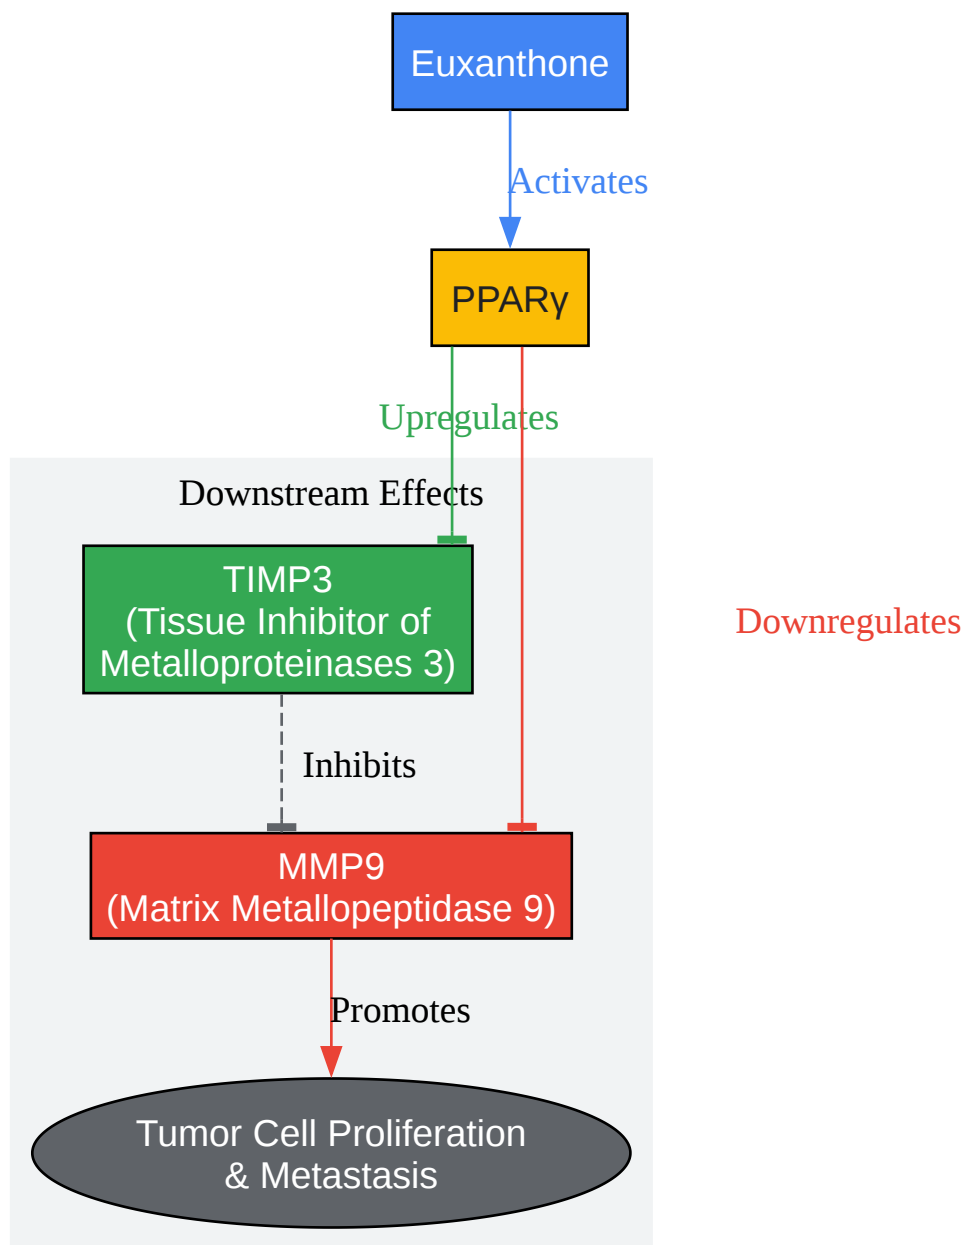 Euxanthone
Activates
PPARγ
Upregulates
Downstream Effects
TIMP3
(Tissue Inhibitor of
Metalloproteinases 3)
Downregulates
Inhibits
MMP9
(Matrix Metallopeptidase 9)
Promotes
Tumor Cell Proliferation
& Metastasis